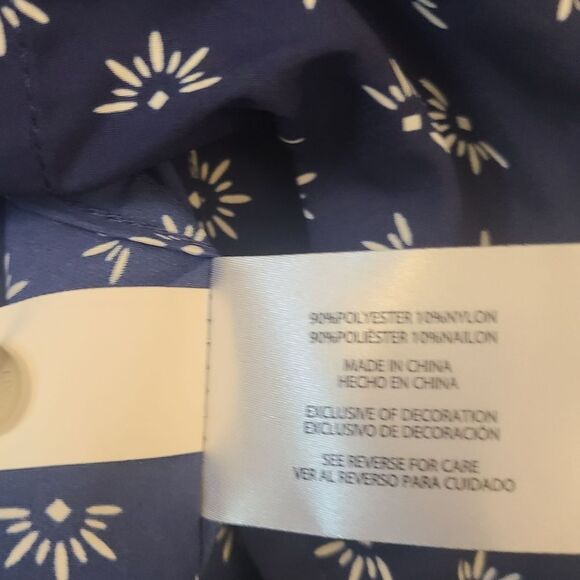 90%POLYESTER 10%NYLON
90%POLIÉSTER 10%NAILON
MADE IN CHINA
HECHO EN CHINA
EXCLUSIVE OF DECORATION
EXCLUSIVO DE DECORACIÓN
SEE REVERSE FOR CARE
VER AL REVERSO PARA CUIDADO